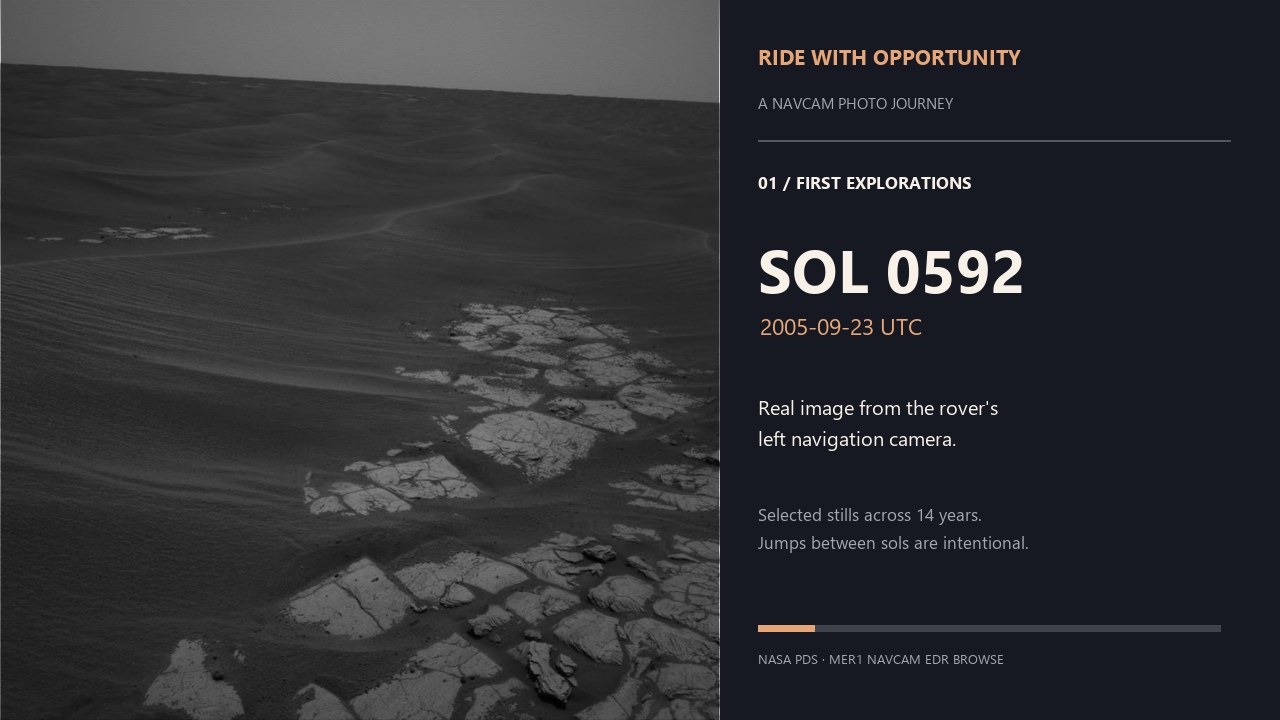 RIDE WITH OPPORTUNITY
A NAVCAM PHOTO JOURNEY
01 / FIRST EXPLORATIONS
SOL 0592
2005-09-23 UTC
Real image from the rover's
left navigation camera.
Selected stills across 14 years.
Jumps between sols are intentional.
NASA PDS · MER1 NAVCAM EDR BROWSE